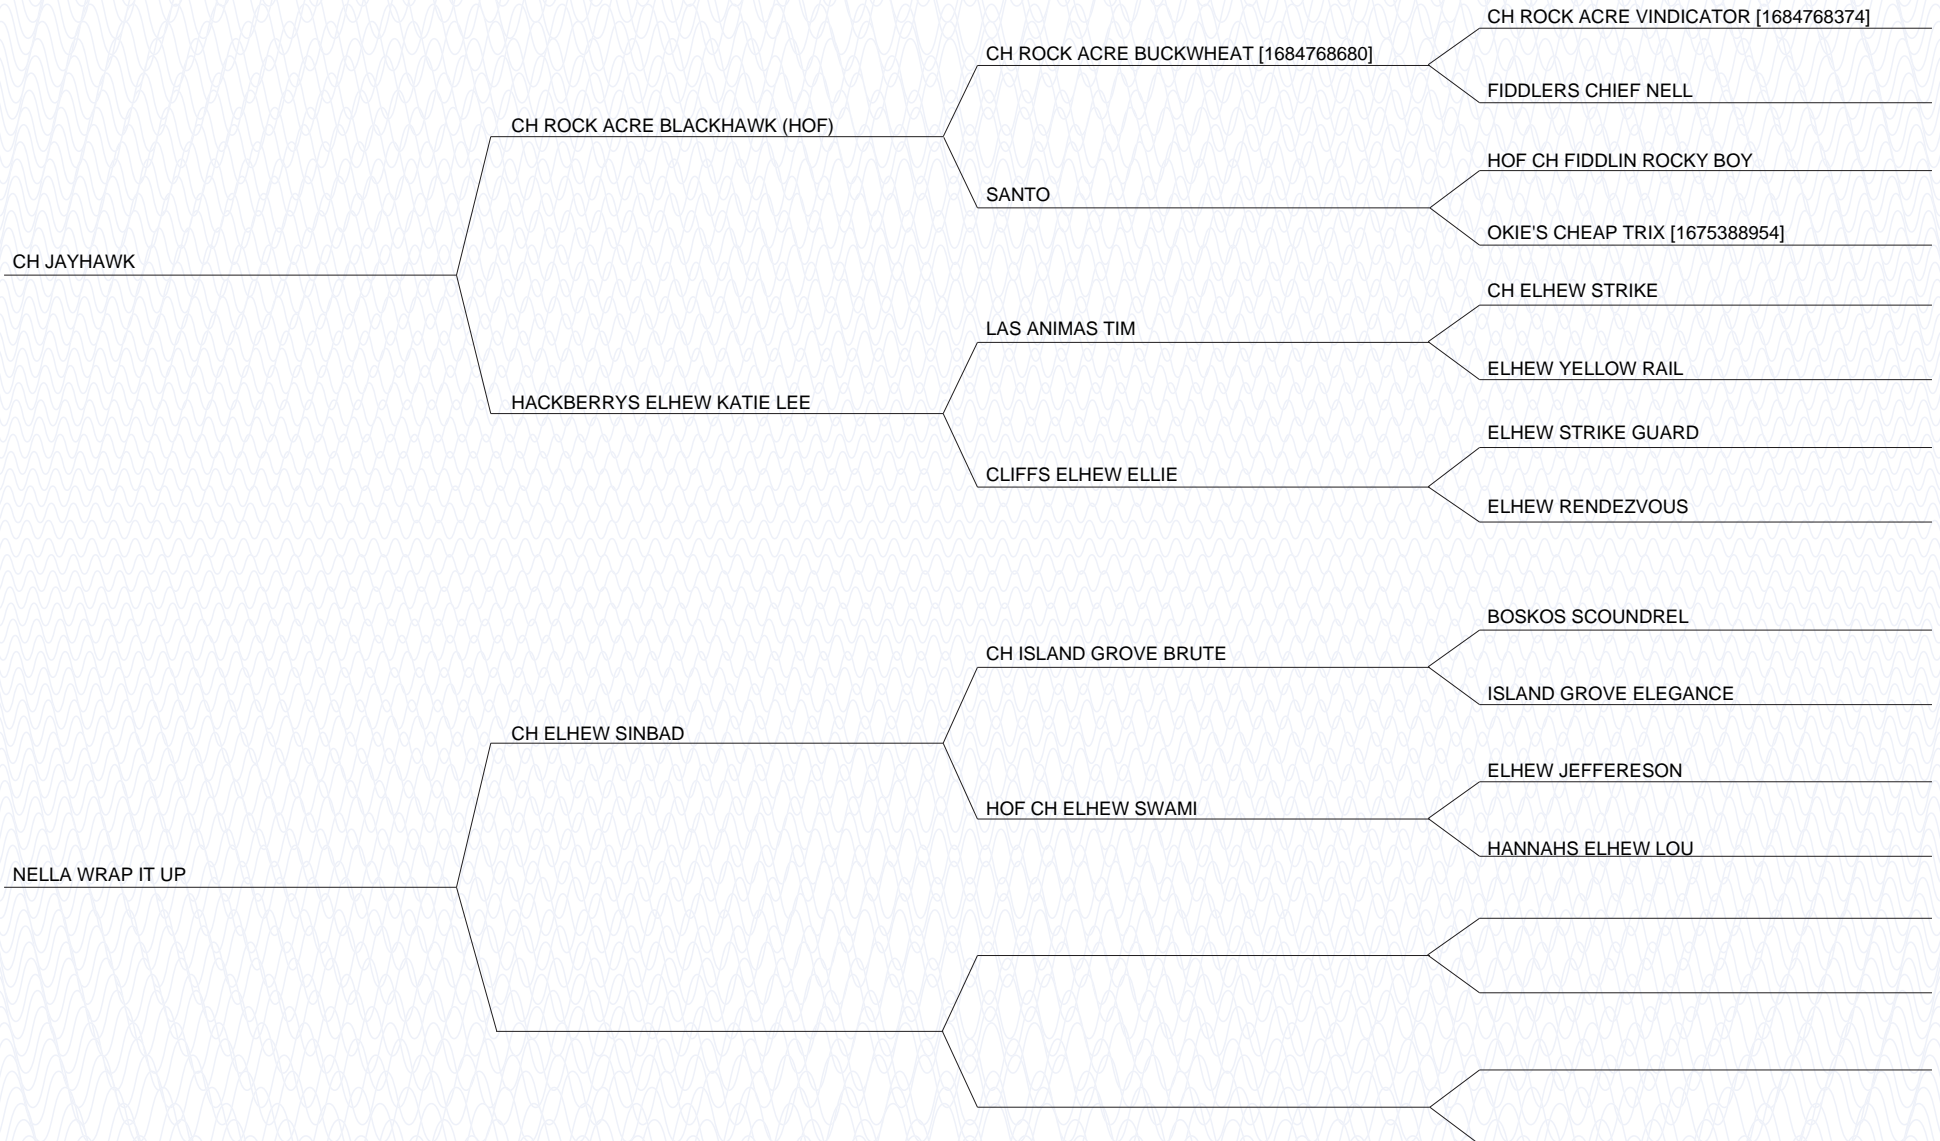 CH ROCK ACRE VINDICATOR [1684768374]
CH ROCK ACRE BUCKWHEAT [1684768680]
FIDDLERS CHIEF NELL
CH ROCK ACRE BLACKHAWK (HOF)
HOF CH FIDDLIN ROCKY BOY
SANTO
OKIE'S CHEAP TRIX [1675388954]
CH JAYHAWK
CH ELHEW STRIKE
LAS ANIMAS TIM
ELHEW YELLOW RAIL
HACKBERRYS ELHEW KATIE LEE
ELHEW STRIKE GUARD
CLIFFS ELHEW ELLIE
ELHEW RENDEZVOUS
BOSKOS SCOUNDREL
CH ISLAND GROVE BRUTE
ISLAND GROVE ELEGANCE
CH ELHEW SINBAD
ELHEW JEFFERESON
HOF CH ELHEW SWAMI
HANNAHS ELHEW LOU
NELLA WRAP IT UP